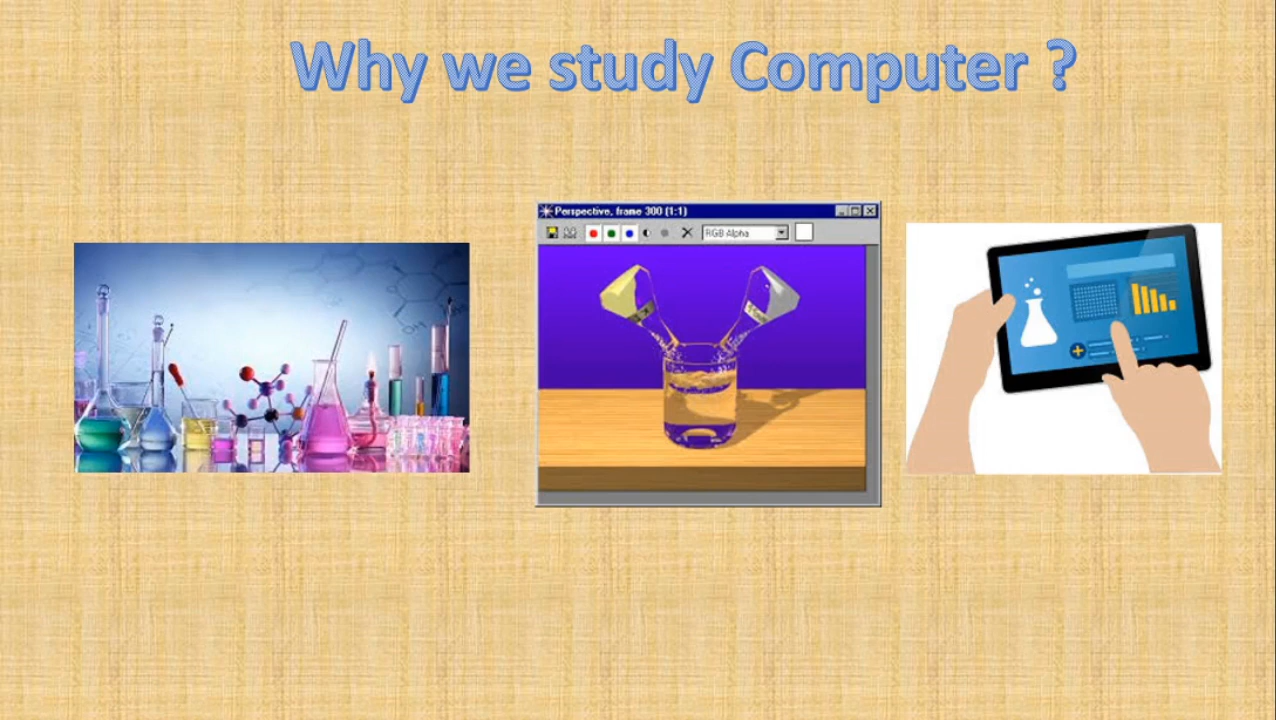 Why we study Computer ?
Perspective, frame 300 (1:1)
RGB Alpha